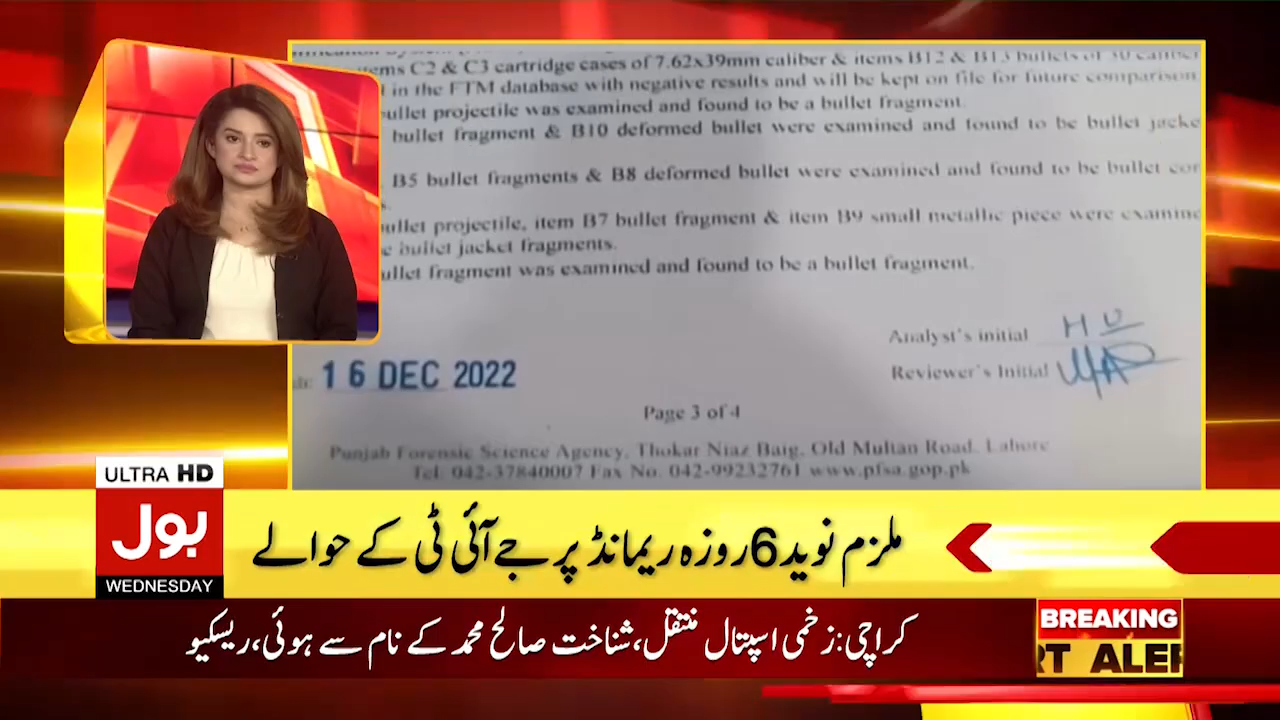 C2 & C3 cartridge cases of 7.62x39mm caliber & items B12 & B13 bullets of 30
in the FTM database with negative results and will be kept on file for future comparison
projectile was examined and found to be a bullet fragment.
bullet fragment & B10 deformed bullet were examined and found to be bullet
B5 bullet fragments & B8 deformed bullet were examined and found to be bullet
projectile, item B7 bullet fragment & item B9 small metallic piece were
bullet jacket fragments.
fragment was examined and found to be a bullet fragment.
Analyst's initial
Reviewer's Initial
16 DEC 2022
Page 3 of 4
Punjab Forensic Science Agency, Thokar Niaz Baig, Old Multan Road, Lahore
Tel: 042-37840007 Fax No. 042-99232761 www.pfsa.gop.pk
ULTRA HD
بول
WEDNESDAY
ملزم نوید 6 روزہ ریمانڈ پر جے آئی ٹی کے حوالے
کراچی: زخمی اسپتال منتقل، شناخت صالح محمد کے نام سے ہوئی، ریسکیو
BREAKING